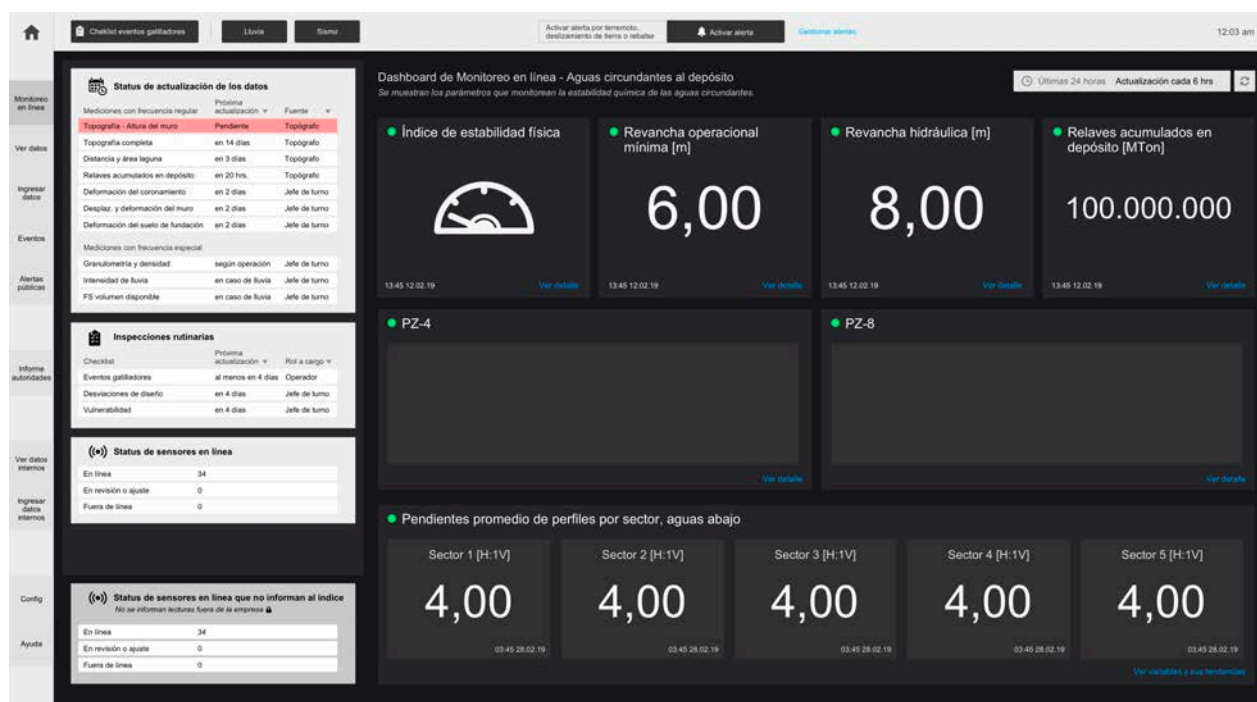 Cheklist eventos gatilladores
Lluvia
Sismo
Activar alerta por terremoto,
deslizamiento de tierra o rebalse
Activar alerta
Gestionar alertas
12:03 am
Monitoreo
en línea
Ver datos
Ingresar
datos
Eventos
Alertas
públicas
Informe
autoridades
Ver datos
internos
Ingresar
datos
internos
Config
Ayuda
Status de actualización de los datos
Mediciones con frecuencia regular
Próxima
actualización
Fuente
Topografía - Altura del muro Pendiente Topógrafo
Topografía completa en 14 días Topógrafo
Distancia y área laguna en 3 días Topógrafo
Relaves acumulados en depósito en 20 hrs. Topógrafo
Deformación del coronamiento en 2 días Jefe de turno
Desplaz. y deformación del muro en 2 días Jefe de turno
Deformación del suelo de fundación en 2 días Jefe de turno
Mediciones con frecuencia especial
Granulometría y densidad según operación Jefe de turno
Intensidad de lluvia en caso de lluvia Jefe de turno
FS volumen disponible en caso de lluvia Jefe de turno
Inspecciones rutinarias
Checklist
Próxima
actualización
Rol a cargo
Eventos gatilladores al menos en 4 días Operador
Desviaciones de diseño en 4 días Jefe de turno
Vulnerabilidad en 4 días Jefe de turno
Status de sensores en línea
En línea 34
En revisión o ajuste 0
Fuera de línea 0
Status de sensores en línea que no informan al índice
No se informan lecturas fuera de la empresa
En línea 34
En revisión o ajuste 0
Fuera de línea 0
Dashboard de Monitoreo en línea - Aguas circundantes al depósito
Se muestran los parámetros que monitorean la estabilidad química de las aguas circundantes.
Últimas 24 horas Actualización cada 6 hrs
Índice de estabilidad física
13:45 12.02.19 Ver detalle
Revancha operacional
mínima [m]
6,00
13:45 12.02.19 Ver detalle
Revancha hidráulica [m]
8,00
13:45 12.02.19 Ver detalle
Relaves acumulados en
depósito [MTon]
100.000.000
13:45 12.02.19 Ver detalle
PZ-4
Ver detalle
PZ-8
Ver detalle
Pendientes promedio de perfiles por sector, aguas abajo
Sector 1 [H:1V]
4,00
03:45 28.02.19
Sector 2 [H:1V]
4,00
03:45 28.02.19
Sector 3 [H:1V]
4,00
03:45 28.02.19
Sector 4 [H:1V]
4,00
03:45 28.02.19
Sector 5 [H:1V]
4,00
03:45 28.02.19
Ver variables y sus tendencias